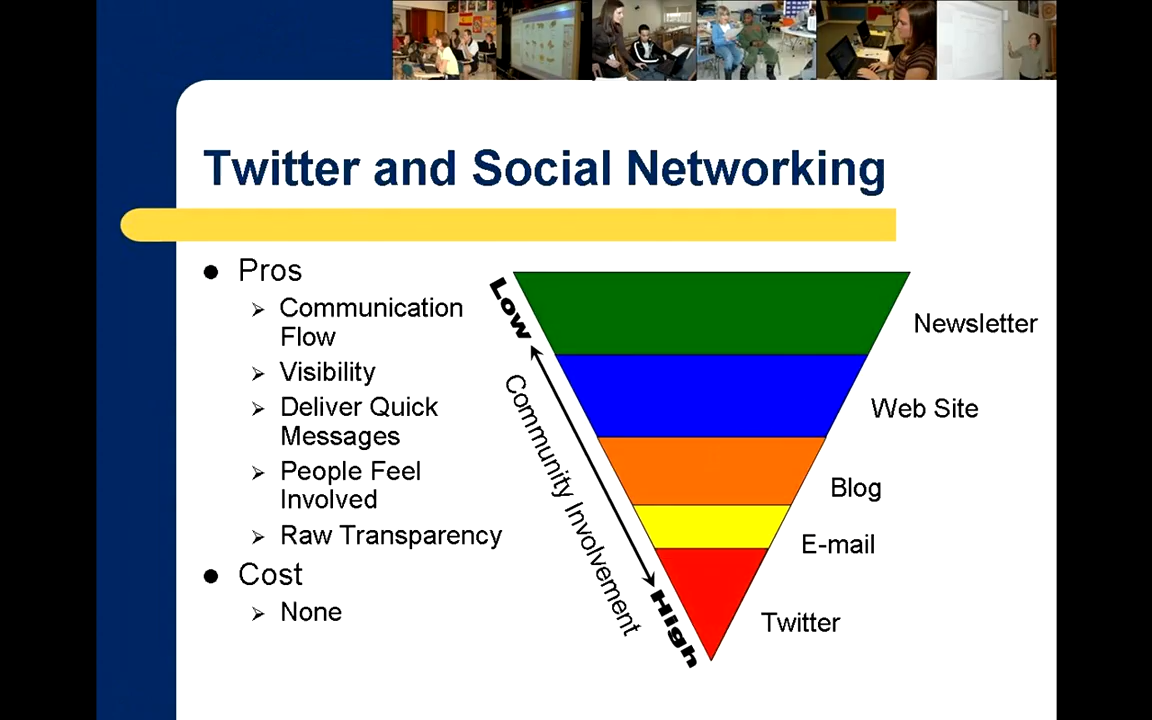 Twitter and Social Networking
Pros
Communication
Flow
Visibility
Deliver Quick
Messages
People Feel
Involved
Raw Transparency
Cost
None
Low
Community Involvement
High
Newsletter
Web Site
Blog
E-mail
Twitter